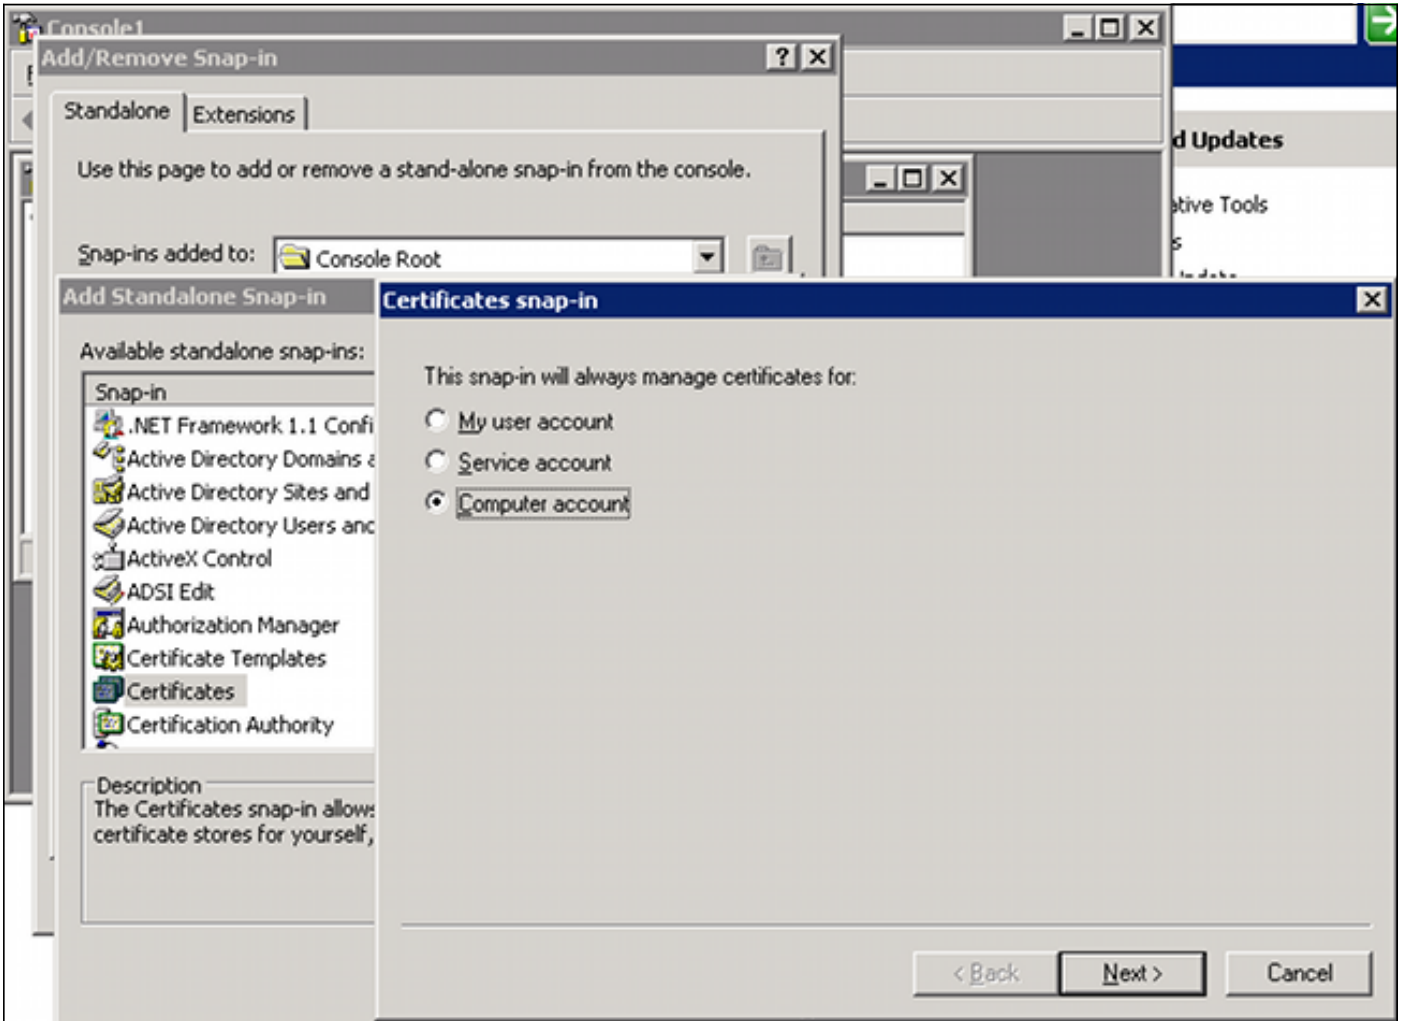 Console1
Add/Remove Snap-in
Standalone
Extensions
Use this page to add or remove a stand-alone snap-in from the console.
Snap-ins added to:
Console Root
d Updates
ative Tools
s
Add Standalone Snap-in
Available standalone snap-ins:
Snap-in
.NET Framework 1.1 Confi
Active Directory Domains a
Active Directory Sites and
Active Directory Users and
ActiveX Control
ADSI Edit
Authorization Manager
Certificate Templates
Certificates
Certification Authority
Description
The Certificates snap-in allows
certificate stores for yourself,
Certificates snap-in
This snap-in will always manage certificates for:
My user account
Service account
Computer account
< Back
Next >
Cancel